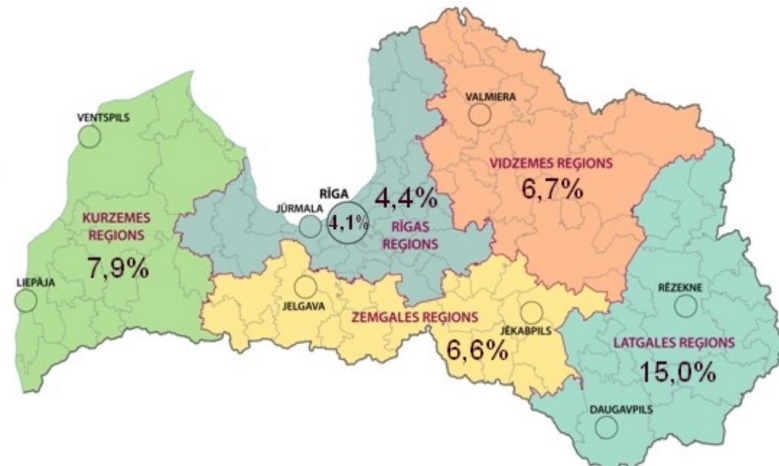 VENTSPILS
KURZEMES
REĢIONS
7,9%
LIEPĀJA
RĪGA
JŪRMALA
4,1%
4,4%
RĪGAS
REĢIONS
VALMIERA
VIDZEMES REĢIONS
6,7%
JELGAVA
ZEMGALES REĢIONS
JĒKABPILS
6,6%
RĒZEKNE
LATGALES REĢIONS
15,0%
DAUGAVPILS